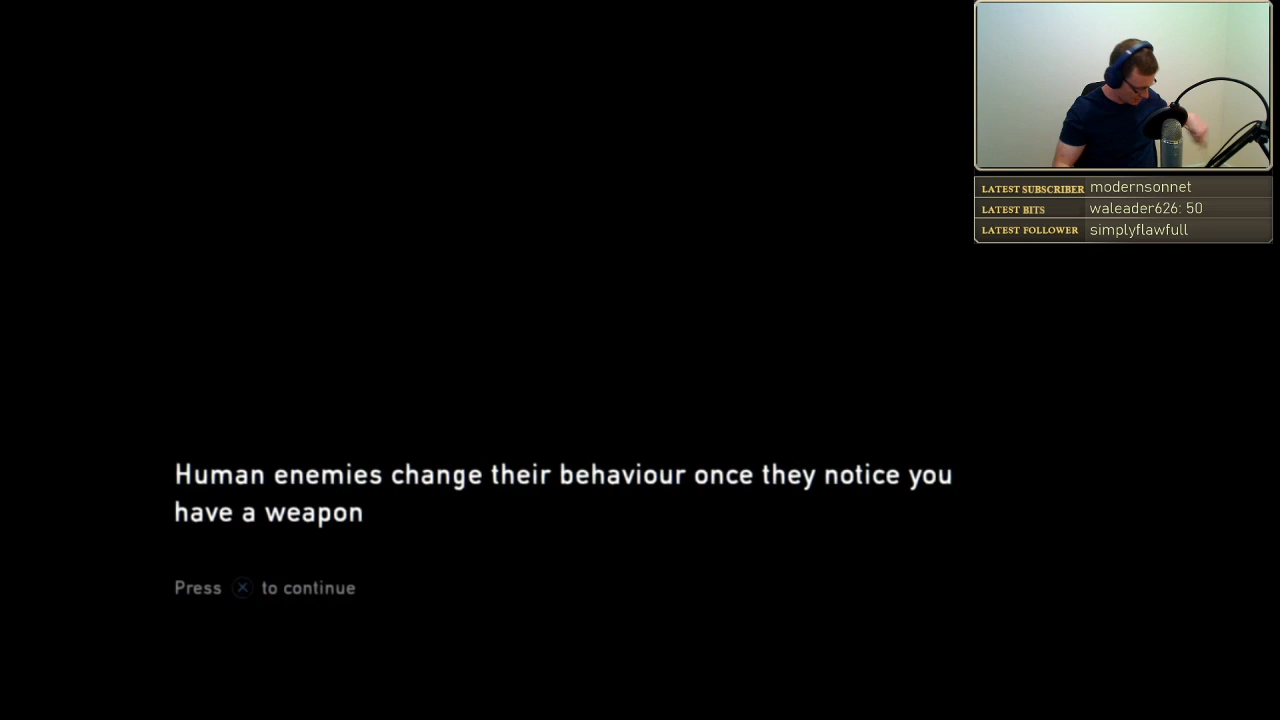 LATEST SUBSCRIBER modernsonnet
LATEST BITS waleader626: 50
LATEST FOLLOWER simplyflawfull
Human enemies change their behaviour once they notice you
have a weapon
Press X to continue